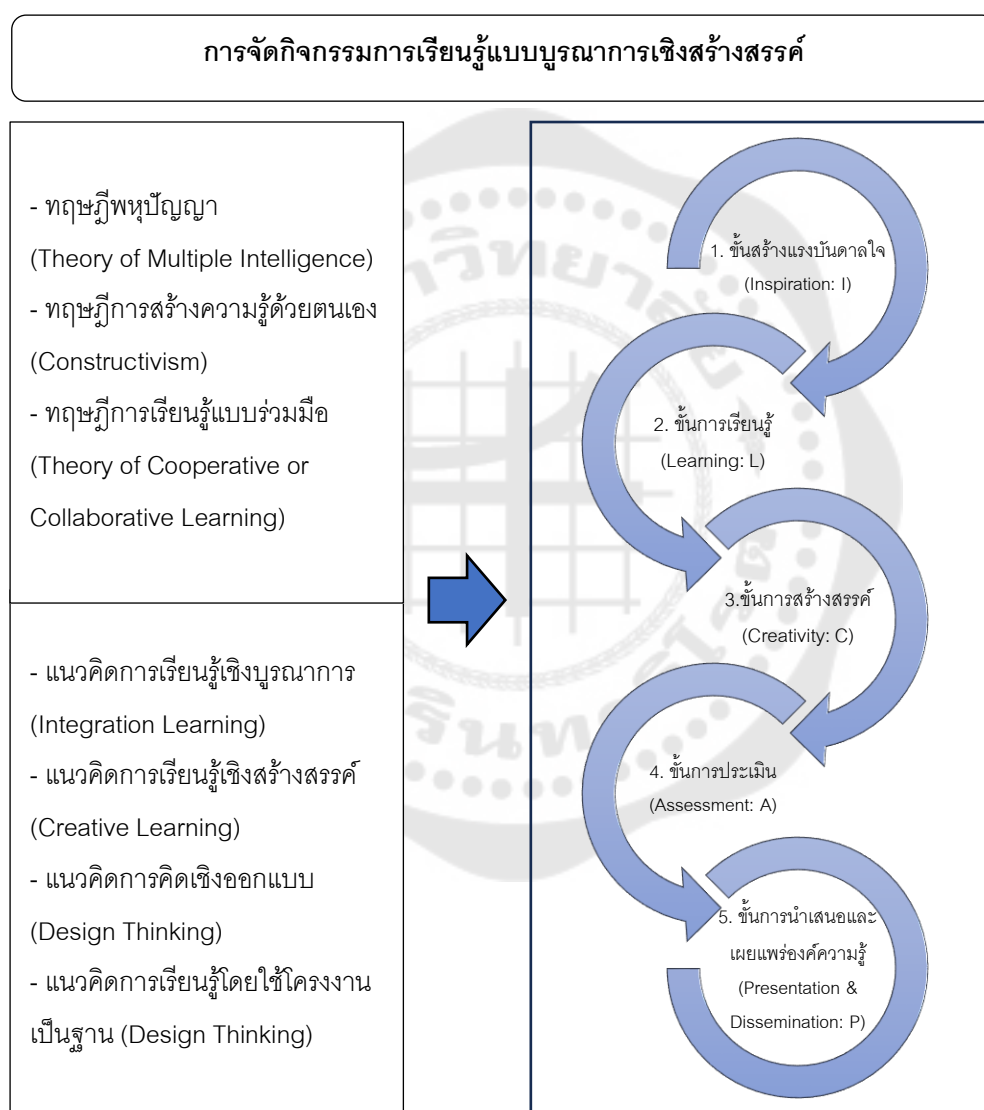 การจัดกิจกรรมการเรียนรู้แบบบูรณาการเชิงสร้างสรรค์
- ทฤษฎีพหุปัญญา
(Theory of Multiple Intelligence)
- ทฤษฎีการสร้างความรู้ด้วยตนเอง
(Constructivism)
- ทฤษฎีการเรียนรู้แบบร่วมมือ
(Theory of Cooperative or
Collaborative Learning)
- แนวคิดการเรียนรู้เชิงบูรณาการ
(Integration Learning)
- แนวคิดการเรียนรู้เชิงสร้างสรรค์
(Creative Learning)
- แนวคิดการคิดเชิงออกแบบ
(Design Thinking)
- แนวคิดการเรียนรู้โดยใช้โครงงาน
เป็นฐาน (Design Thinking)
1. ขั้นสร้างแรงบันดาลใจ
(Inspiration: I)
2. ขั้นการเรียนรู้
(Learning: L)
3.ขั้นการสร้างสรรค์
(Creativity: C)
4. ขั้นการประเมิน
(Assessment: A)
5. ขั้นการนำเสนอและ
เผยแพร่องค์ความรู้
(Presentation &
Dissemination: P)